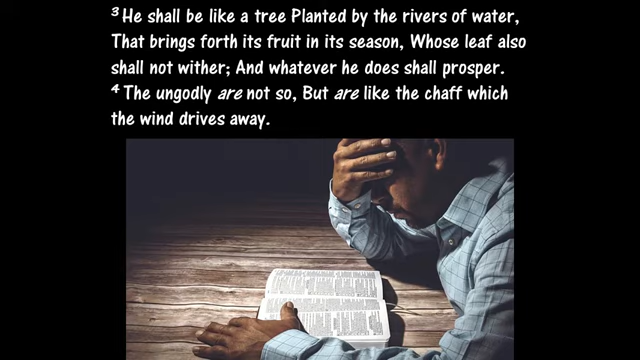 3 He shall be like a tree Planted by the rivers of water,
That brings forth its fruit in its season, Whose leaf also
shall not wither; And whatever he does shall prosper.
4 The ungodly are not so, But are like the chaff which
the wind drives away.